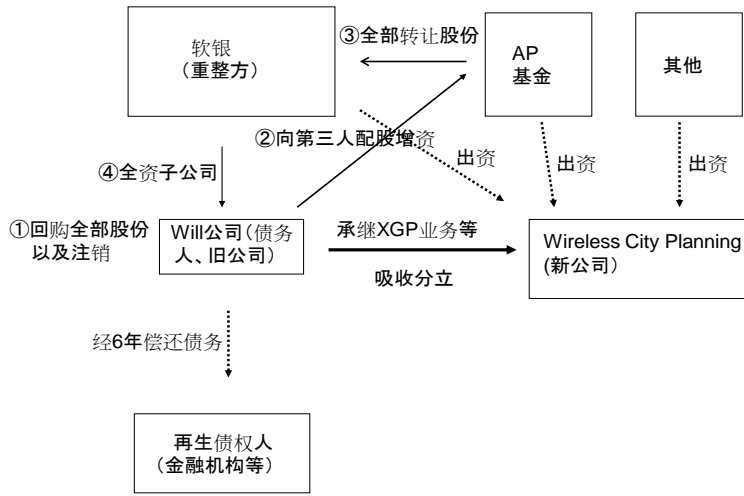 ③全部转让股份
软银
（重整方）
AP
基金
其他
②向第三人配股增资
出资
出资
出资
④全资子公司
①回购全部股份
以及注销
Will公司（债务
人、旧公司）
承继XGP业务等
吸收分立
Wireless City Planning
(新公司）
经6年偿还债务
再生债权人
（金融机构等）